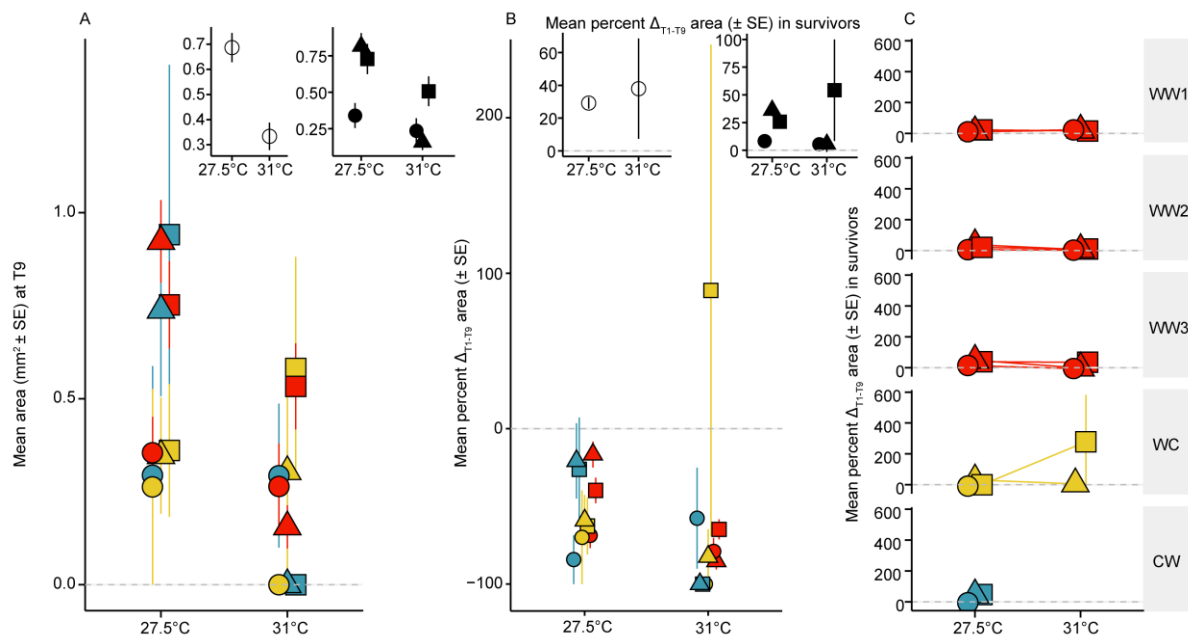 A
Mean area (mm² ± SE) at T9
1.0
0.5
0.0
27.5°C 31°C
0.7
0.6
0.5
0.4
0.3
27.5°C 31°C
0.75
0.50
0.25
27.5°C 31°C
B Mean percent ΔT1-T9 area (± SE) in survivors
Mean percent ΔT1-T9 area (± SE)
200
100
0
−100
27.5°C 31°C
60
40
20
0
27.5°C 31°C
100
75
50
25
0
27.5°C 31°C
C
Mean percent ΔT1-T9 area (± SE) in survivors
600
400
200
0
WW1
600
400
200
0
WW2
600
400
200
0
WW3
600
400
200
0
WC
600
400
200
0
CW
27.5°C 31°C